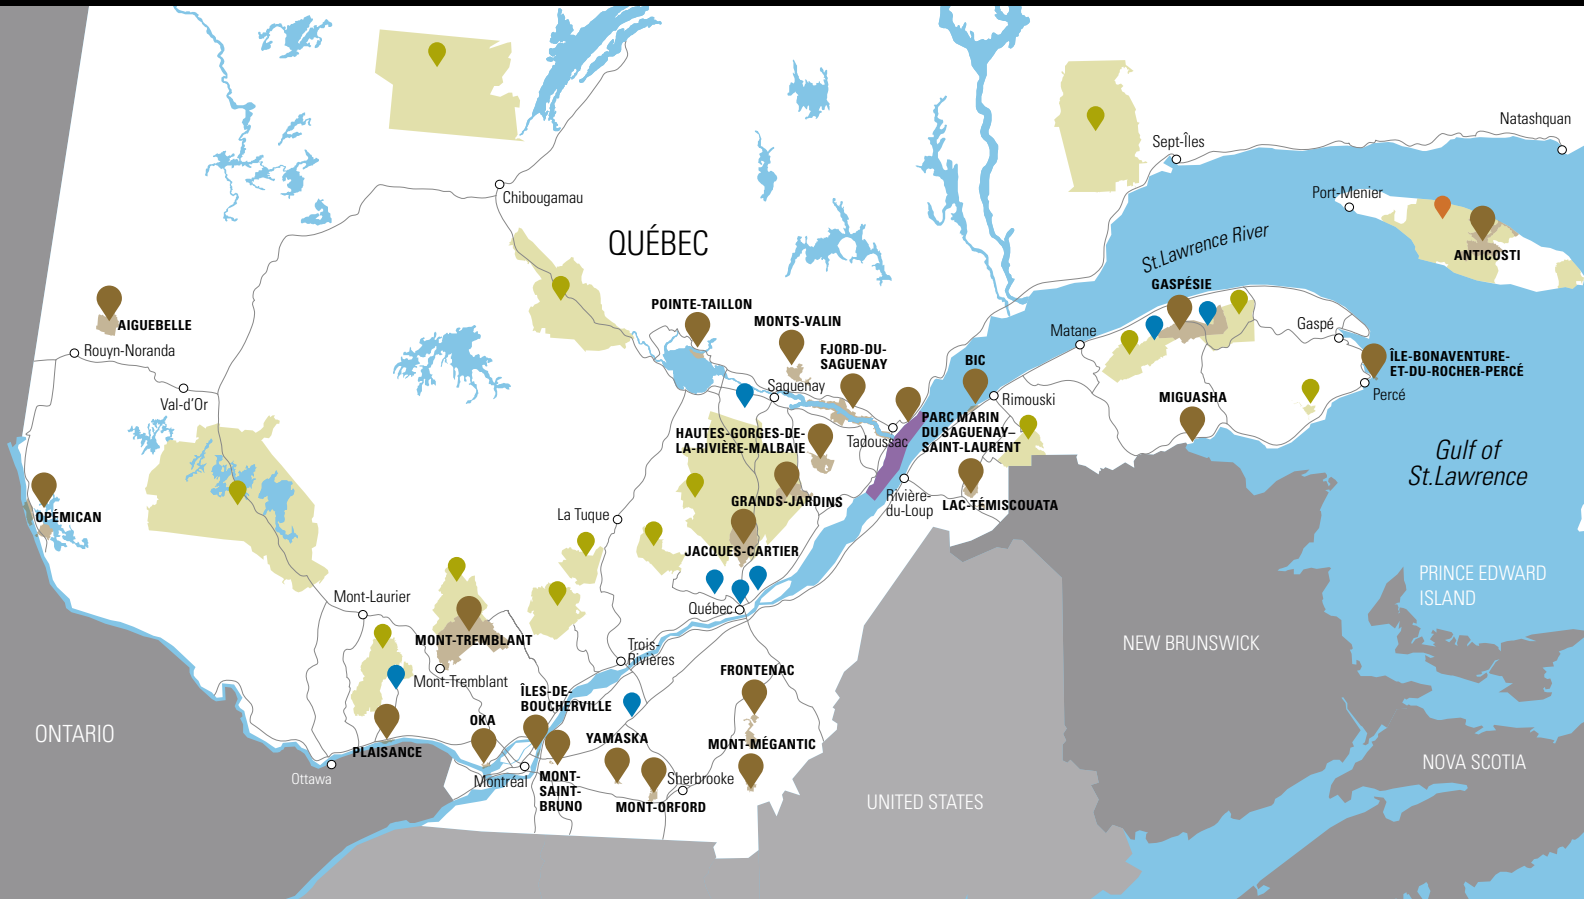 Natashquan
Sept-Îles
Port-Menier
Chibougamau
QUÉBEC
St.Lawrence River
ANTICOSTI
GASPÉSIE
POINTE-TAILLON
MONTS-VALIN
AIGUEBELLE
Rouyn-Noranda
Matane
Gaspé
FJORD-DU-
SAGUENAY
BIC
ÎLE-BONAVENTURE-
ET-DU-ROCHER-PERCÉ
Saguenay
Percé
Val-d'Or
Rimouski
MIGUASHA
PARC MARIN
DU SAGUENAY–
SAINT-LAURENT
HAUTES-GORGES-DE-
LA-RIVIÈRE-MALBAIE
Tadoussac
Gulf of
St.Lawrence
GRANDS-JARDINS
Rivière-
du-Loup
LAC-TÉMISCOUATA
OPÉMICAN
La Tuque
JACQUES-CARTIER
PRINCE EDWARD
ISLAND
Mont-Laurier
Québec
MONT-TREMBLANT
NEW BRUNSWICK
Trois-
Rivières
FRONTENAC
Mont-Tremblant
ÎLES-DE-
BOUCHERVILLE
OKA
ONTARIO
YAMASKA
MONT-MÉGANTIC
PLAISANCE
NOVA SCOTIA
Ottawa
Montréal
MONT-
SAINT-
BRUNO
Sherbrooke
MONT-ORFORD
UNITED STATES